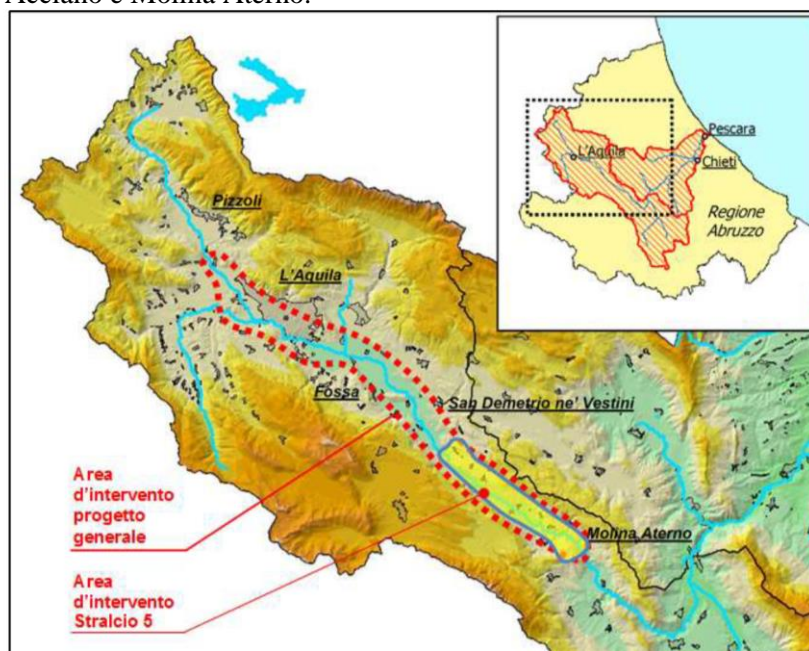 Acciano e Molina Aterno.
Pescara
L'Aquila
Chieti
Regione
Abruzzo
Pizzoli
L'Aquila
Fossa
San Demetrio ne' Vestini
Area
d'intervento
progetto
generale
Molina Aterno
Area
d'intervento
Stralcio 5